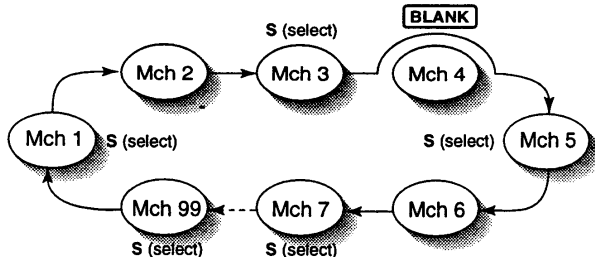 BLANK
S (select)
Mch 2
Mch 3
Mch 4
Mch 1
S (select)
S (select)
Mch 5
Mch 99
Mch 7
Mch 6
S (select)
S (select)